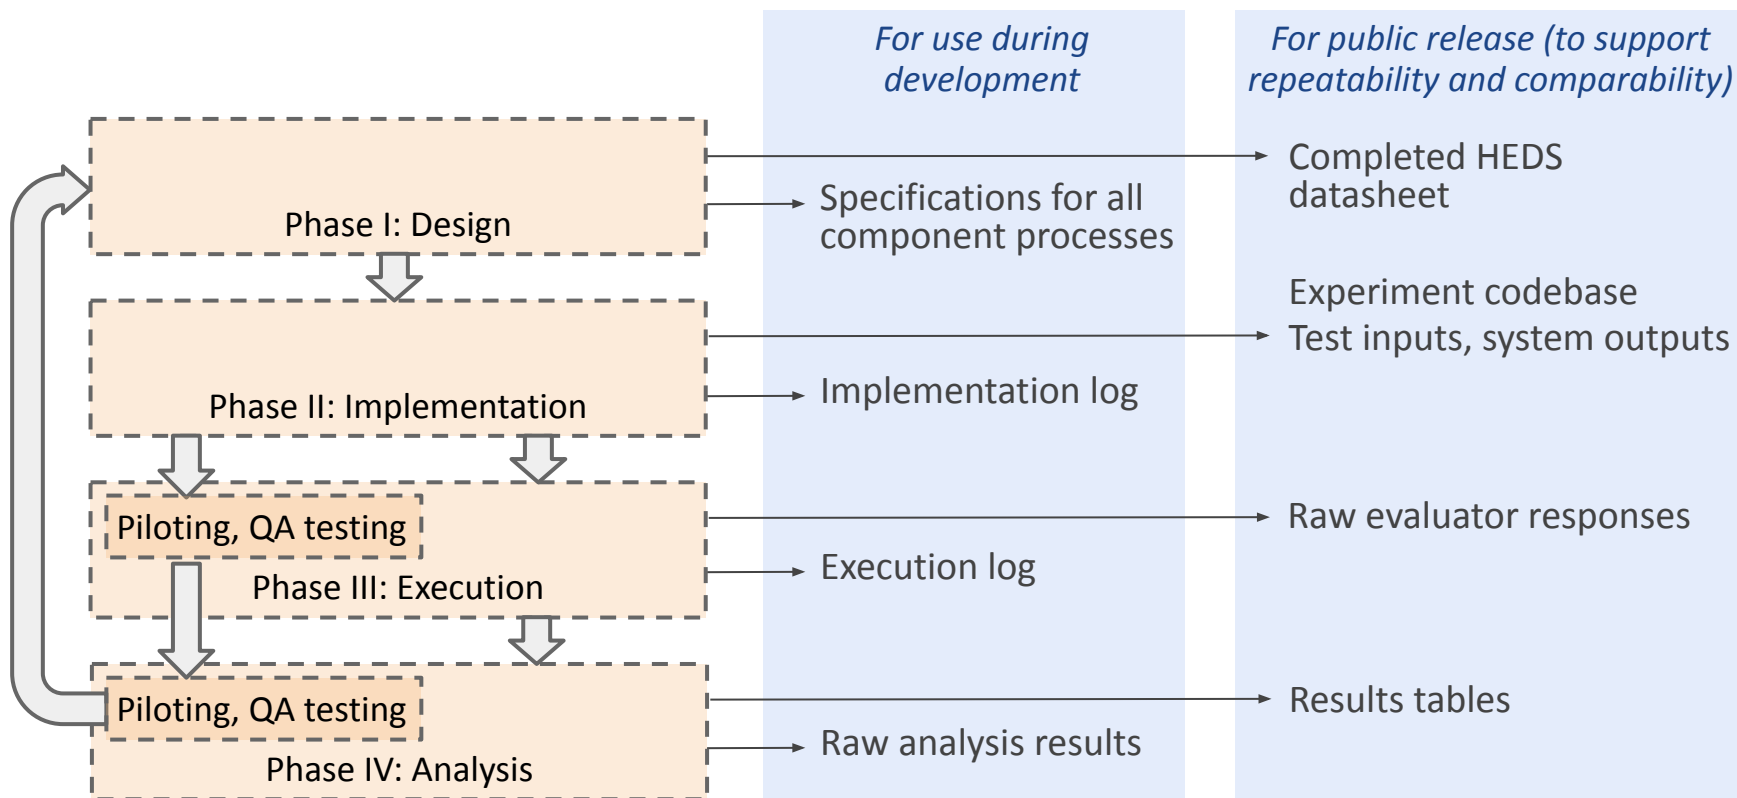 For use during
development
For public release (to support
repeatability and comparability)
Phase I: Design
Specifications for all
component processes
Completed HEDS
datasheet
Phase II: Implementation
Implementation log
Experiment codebase
Test inputs, system outputs
Piloting, QA testing
Phase III: Execution
Execution log
Raw evaluator responses
Piloting, QA testing
Phase IV: Analysis
Raw analysis results
Results tables